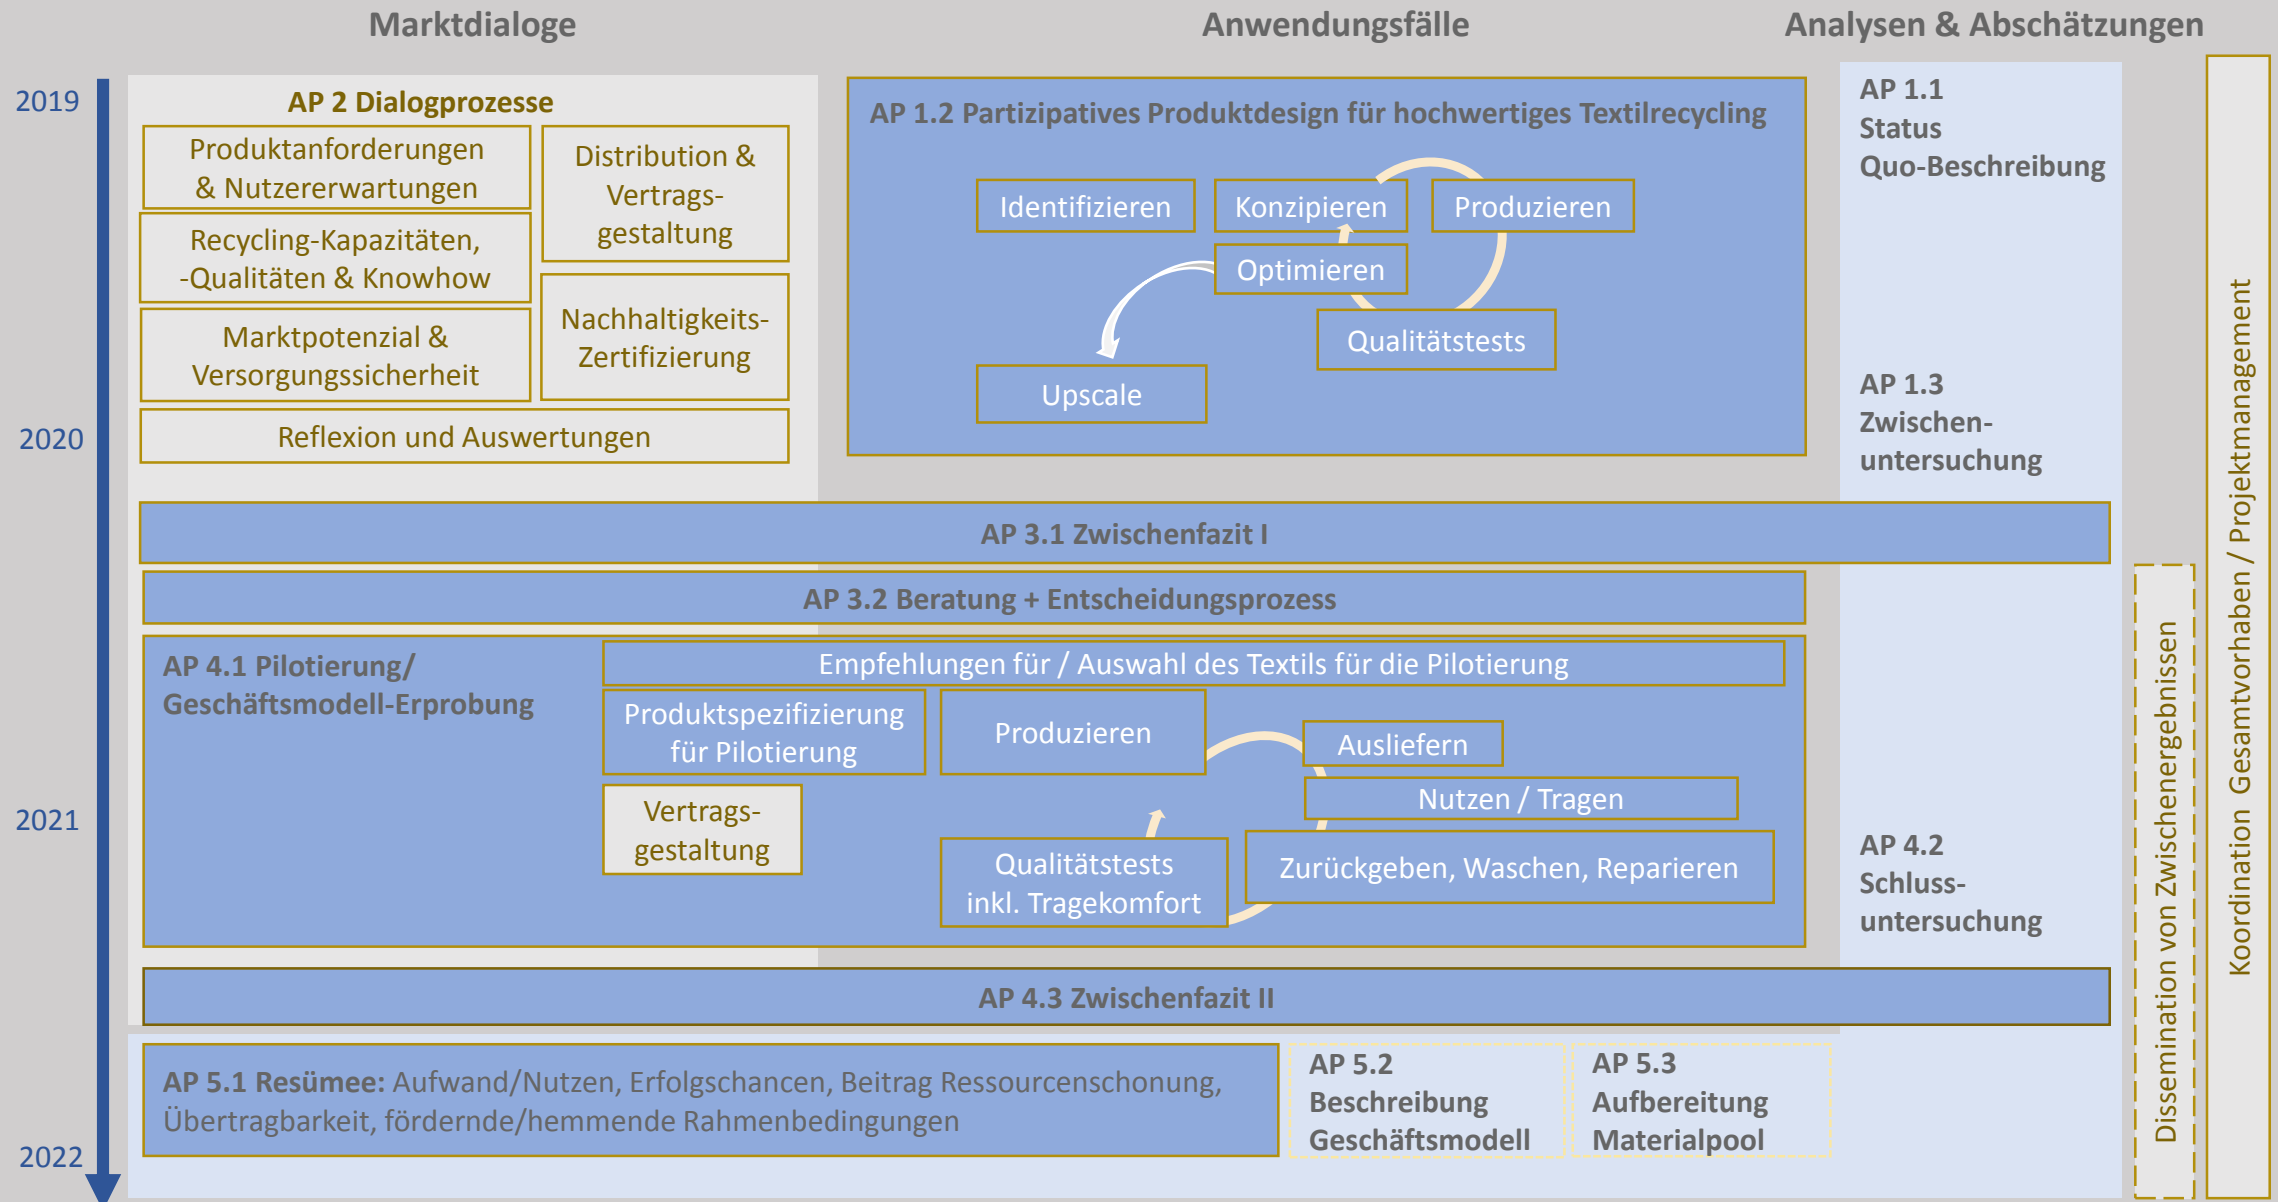 Marktdialoge
Anwendungsfälle
Analysen & Abschätzungen
2019
2020
2021
2022
AP 2 Dialogprozesse
Produktanforderungen
& Nutzererwartungen
Distribution &
Vertrags-
gestaltung
Recycling-Kapazitäten,
-Qualitäten & Knowhow
Nachhaltigkeits-
Zertifizierung
Marktpotenzial &
Versorgungssicherheit
Reflexion und Auswertungen
AP 1.2 Partizipatives Produktdesign für hochwertiges Textilrecycling
Identifizieren
Konzipieren
Produzieren
Optimieren
Qualitätstests
Upscale
AP 1.1
Status
Quo-Beschreibung
AP 1.3
Zwischen-
untersuchung
AP 3.1 Zwischenfazit I
AP 3.2 Beratung + Entscheidungsprozess
AP 4.1 Pilotierung/
Geschäftsmodell-Erprobung
Empfehlungen für / Auswahl des Textils für die Pilotierung
Produktspezifizierung
für Pilotierung
Produzieren
Ausliefern
Nutzen / Tragen
Vertrags-
gestaltung
Qualitätstests
inkl. Tragekomfort
Zurückgeben, Waschen, Reparieren
AP 4.2
Schluss-
untersuchung
AP 4.3 Zwischenfazit II
AP 5.1 Resümee: Aufwand/Nutzen, Erfolgschancen, Beitrag Ressourcenschonung,
Übertragbarkeit, fördernde/hemmende Rahmenbedingungen
AP 5.2
Beschreibung
Geschäftsmodell
AP 5.3
Aufbereitung
Materialpool
Dissemination von Zwischenergebnissen
Koordination Gesamtvorhaben / Projektmanagement